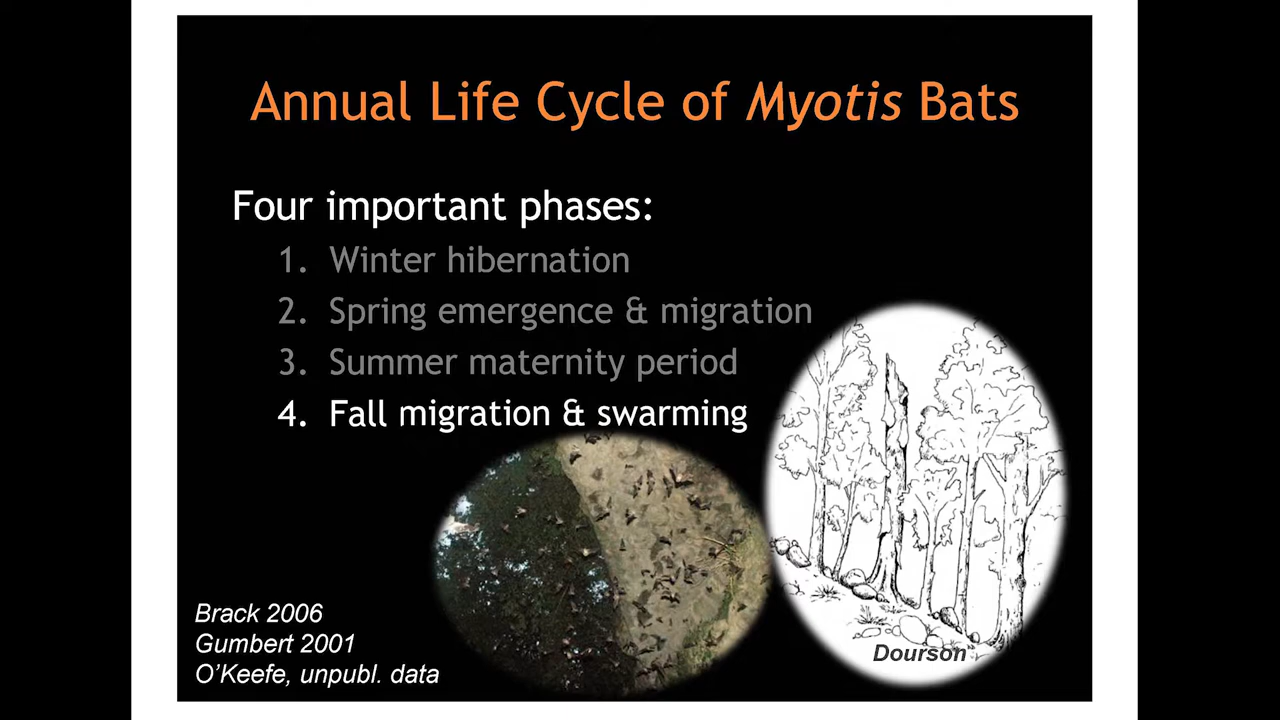 Annual Life Cycle of Myotis Bats
Four important phases:
1. Winter hibernation
2. Spring emergence & migration
3. Summer maternity period
4. Fall migration & swarming
Brack 2006
Gumbert 2001
O'Keefe, unpubl. data
Dourson